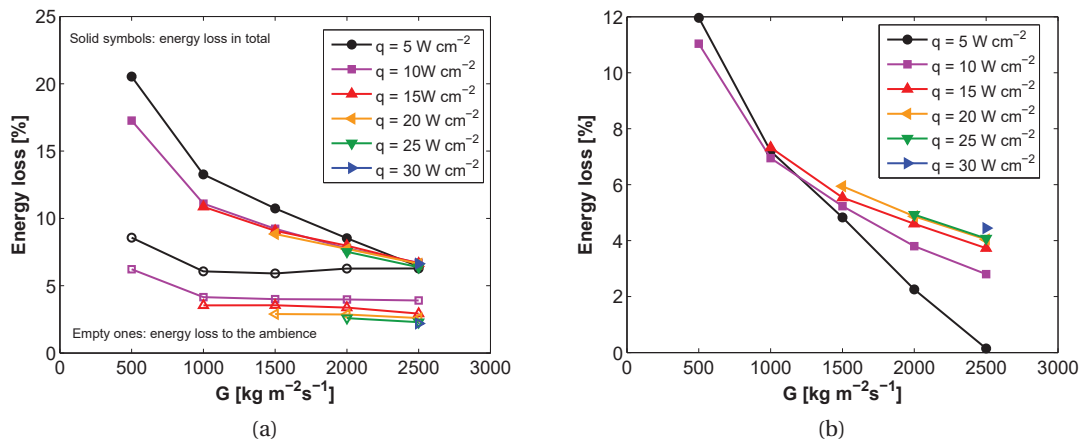 25
20
15
10
5
0
Energy loss [%]
Solid symbols: energy loss in total
q = 5 W cm⁻²
q = 10W cm⁻²
q = 15W cm⁻²
q = 20 W cm⁻²
q = 25 W cm⁻²
q = 30 W cm⁻²
Empty ones: energy loss to the ambience
0 500 1000 1500 2000 2500 3000
G [kg m⁻²s⁻¹]
(a)
12
10
8
6
4
2
0
Energy loss [%]
q = 5 W cm⁻²
q = 10 W cm⁻²
q = 15 W cm⁻²
q = 20 W cm⁻²
q = 25 W cm⁻²
q = 30 W cm⁻²
0 500 1000 1500 2000 2500 3000
G [kg m⁻²s⁻¹]
(b)